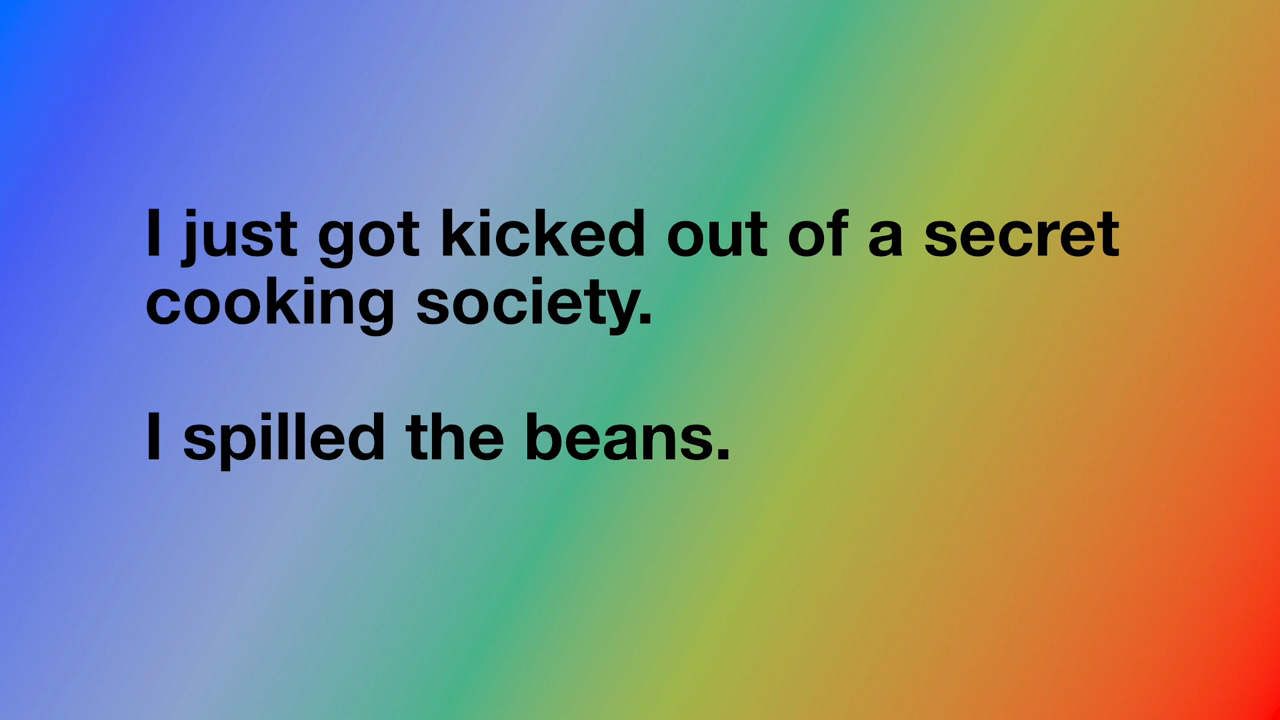 I just got kicked out of a secret
cooking society.
I spilled the beans.